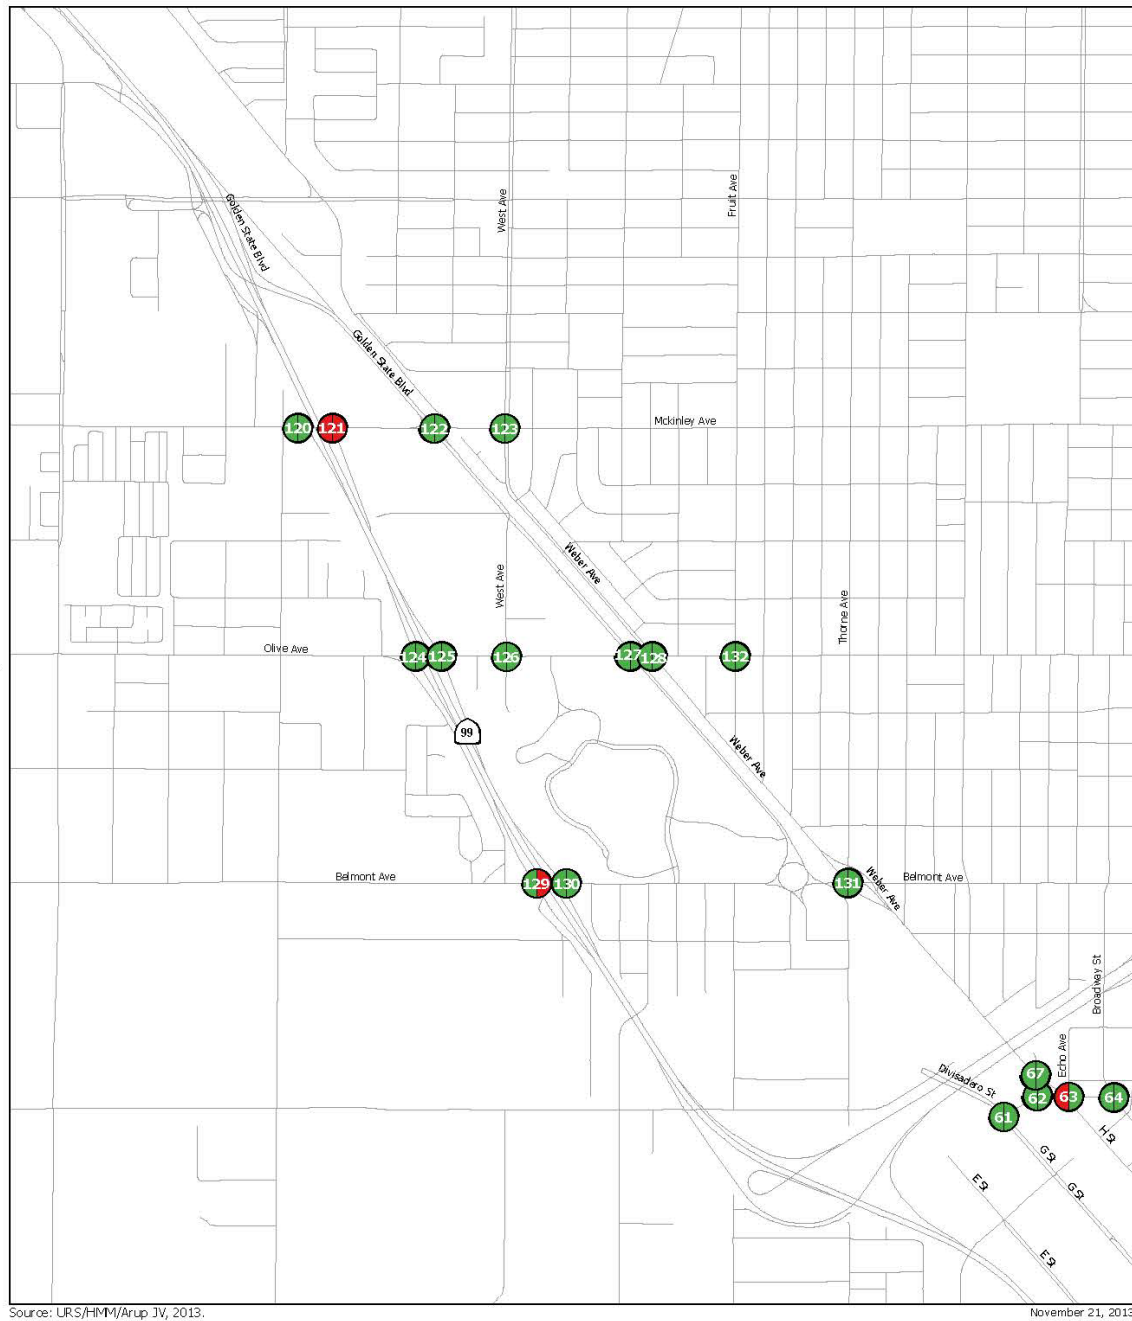 West Ave
Fruit Ave
Golden State Blvd
Golden State Blvd
120
121
122
123
Mckinley Ave
Weber Ave
West Ave
Thorne Ave
Olive Ave
124
125
126
127
128
132
99
Weber Ave
Belmont Ave
129
130
131
Weber Ave
Belmont Ave
Broadway St
Echo Ave
Divisadero St
67
62
63
64
61
H St
G St
G St
E St
E St
Source: URS/HMM/Arup JV, 2013.
November 21, 2013